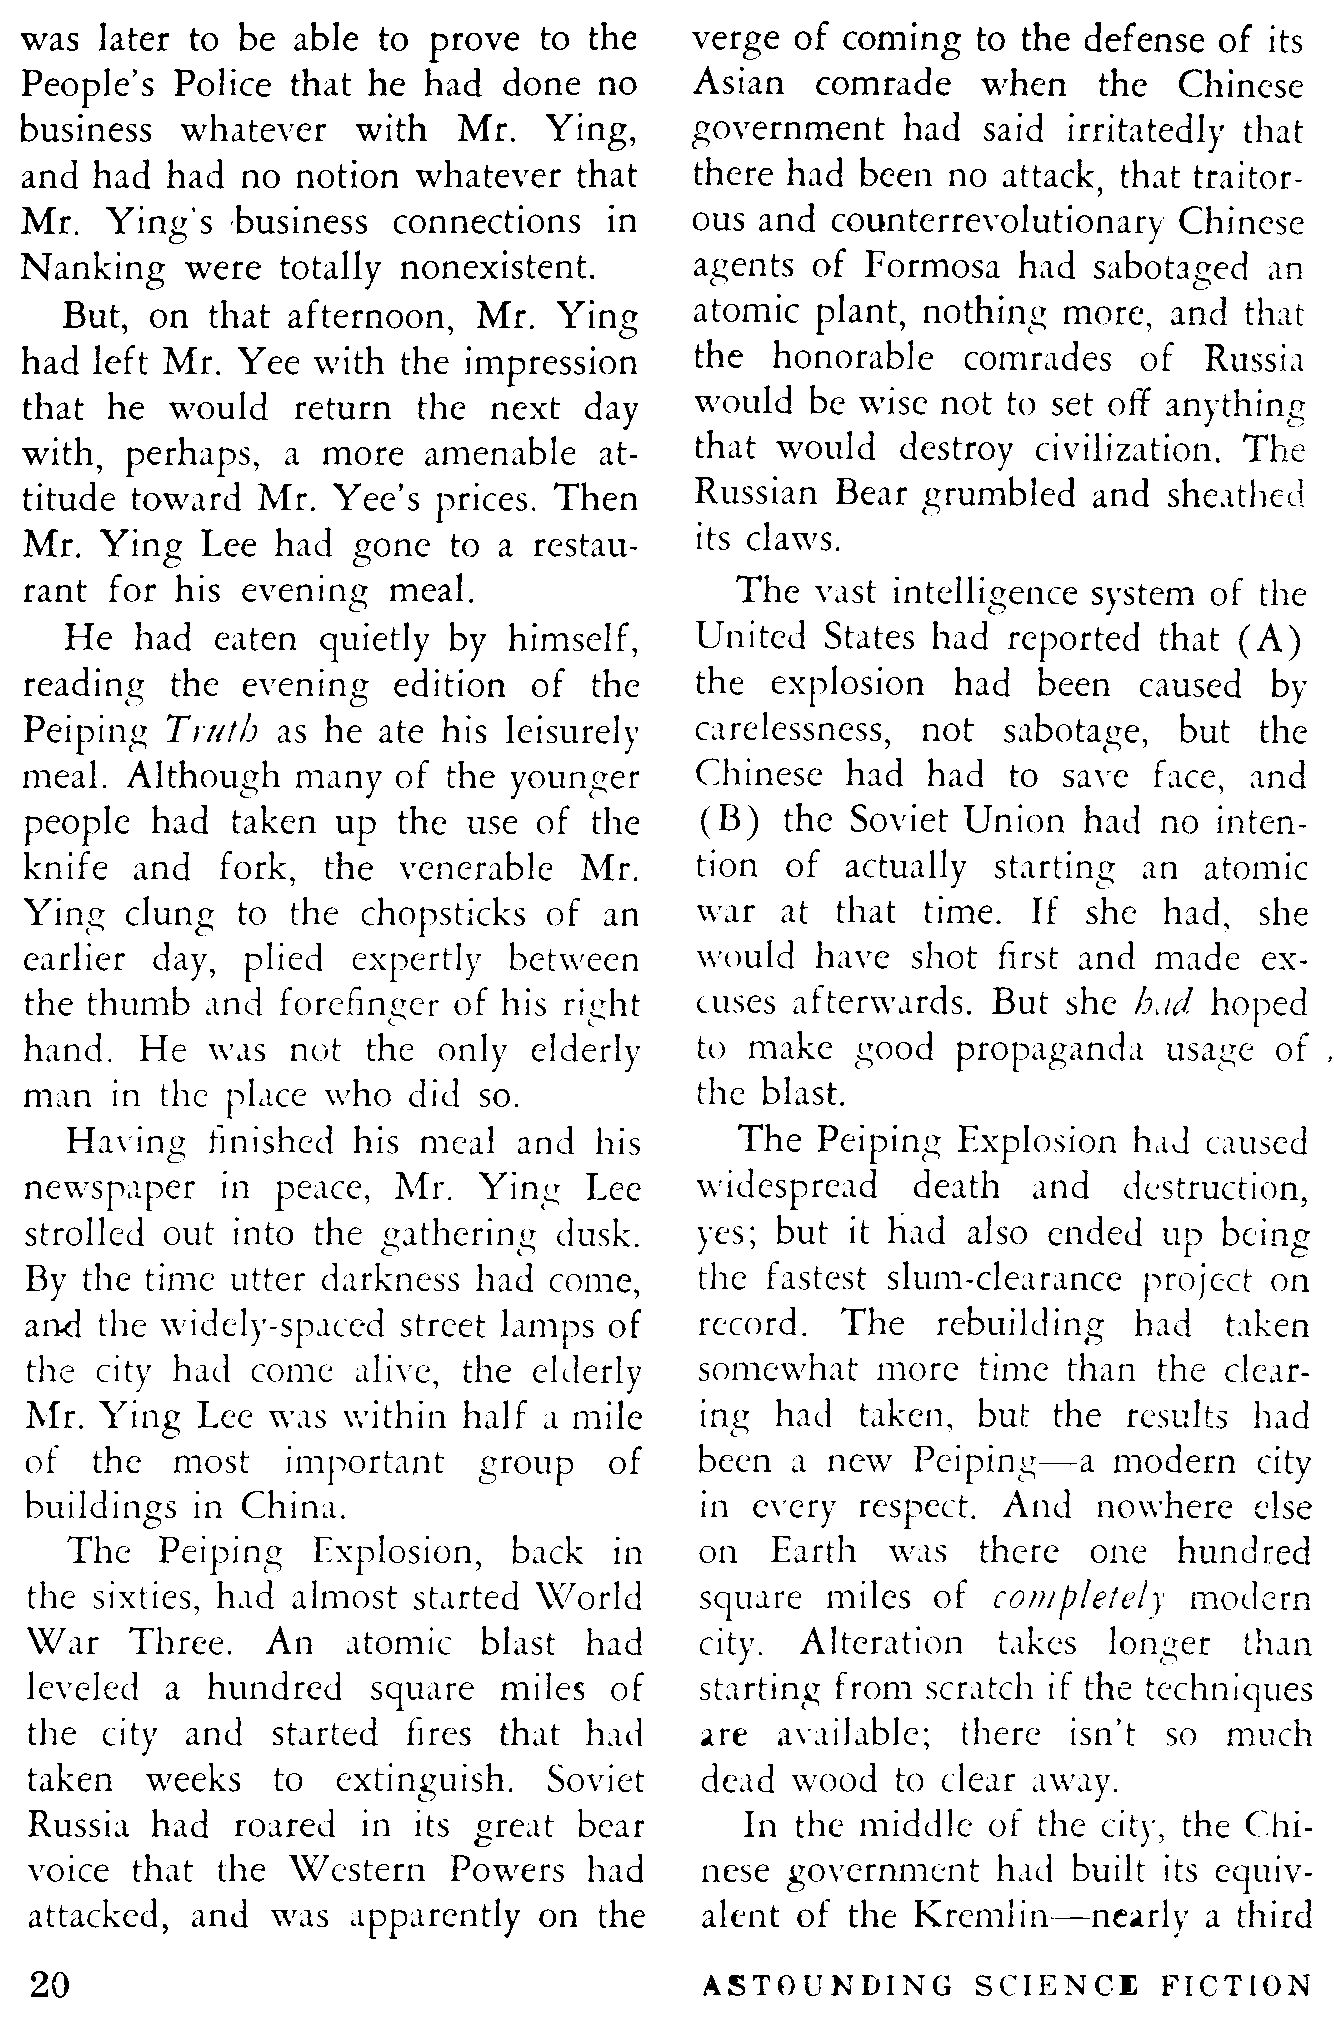 was later to be able to prove to the
People's Police that he had done no
business whatever with Mr. Ying,
and had had no notion whatever that
Mr. Ying's business connections in
Nanking were totally nonexistent.
But, on that afternoon, Mr. Ying
had left Mr. Yee with the impression
that he would return the next day
with, perhaps, a more amenable at-
titude toward Mr. Yee's prices. Then
Mr. Ying Lee had gone to a restau-
rant for his evening meal.
He had eaten quietly by himself,
reading the evening edition of the
Peiping Truth as he ate his leisurely
meal. Although many of the younger
people had taken up the use of the
knife and fork, the venerable Mr.
Ying clung to the chopsticks of an
earlier day, plied expertly between
the thumb and forefinger of his right
hand. He was not the only elderly
man in the place who did so.
Having finished his meal and his
newspaper in peace, Mr. Ying Lee
strolled out into the gathering dusk.
By the time utter darkness had come,
and the widely-spaced street lamps of
the city had come alive, the elderly
Mr. Ying Lee was within half a mile
of the most important group of
buildings in China.
The Peiping Explosion, back in
the sixties, had almost started World
War Three. An atomic blast had
leveled a hundred square miles of
the city and started fires that had
taken weeks to extinguish. Soviet
Russia had roared in its great bear
voice that the Western Powers had
attacked, and was apparently on the
verge of coming to the defense of its
Asian comrade when the Chinese
government had said irritatedly that
there had been no attack, that traitor-
ous and counterrevolutionary Chinese
agents of Formosa had sabotaged an
atomic plant, nothing more, and that
the honorable comrades of Russia
would be wise not to set off anything
that would destroy civilization. The
Russian Bear grumbled and sheathed
its claws.
The vast intelligence system of the
United States had reported that (A)
the explosion had been caused by
carelessness, not sabotage, but the
Chinese had had to save face, and
(B) the Soviet Union had no inten-
tion of actually starting an atomic
war at that time. If she had, she
would have shot first and made ex-
cuses afterwards. But she had hoped
to make good propaganda usage of
the blast.
The Peiping Explosion had caused
widespread death and destruction,
yes; but it had also ended up being
the fastest slum-clearance project on
record. The rebuilding had taken
somewhat more time than the clear-
ing had taken, but the results had
been a new Peiping—a modern city
in every respect. And nowhere else
on Earth was there one hundred
square miles of completely modern
city. Alteration takes longer than
starting from scratch if the techniques
are available; there isn't so much
dead wood to clear away.
In the middle of the city, the Chi-
nese government had built its equiv-
alent of the Kremlin—nearly a third
20
ASTOUNDING SCIENCE FICTION